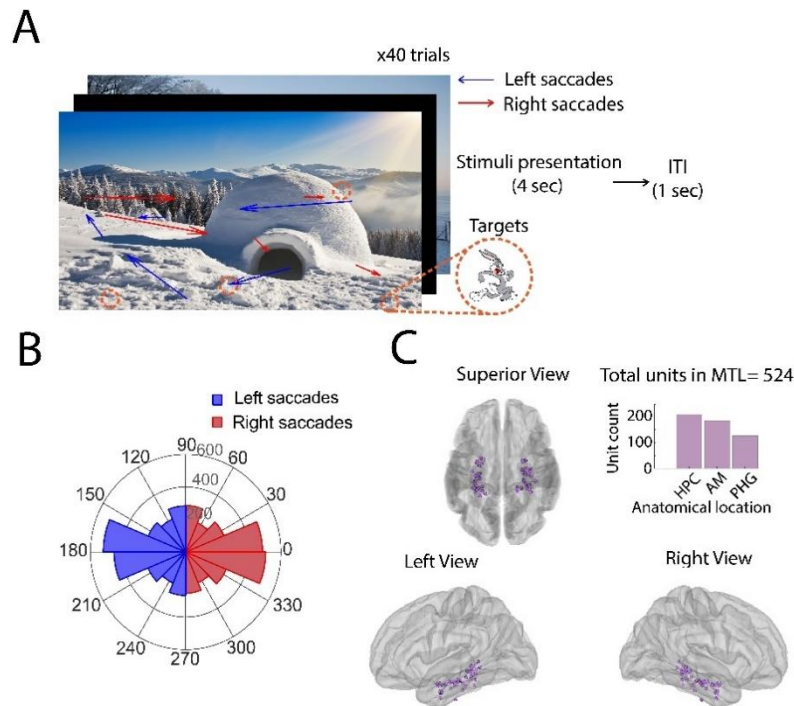 A
x40 trials
Left saccades
Right saccades
Stimuli presentation
(4 sec)
ITI
(1 sec)
Targets
B
Left saccades
Right saccades
90
60
30
0
330
300
270
240
210
180
150
120
600
400
200
C
Superior View
Total units in MTL= 524
Unit count
200
100
0
HPC
AM
PHG
Anatomical location
Left View
Right View